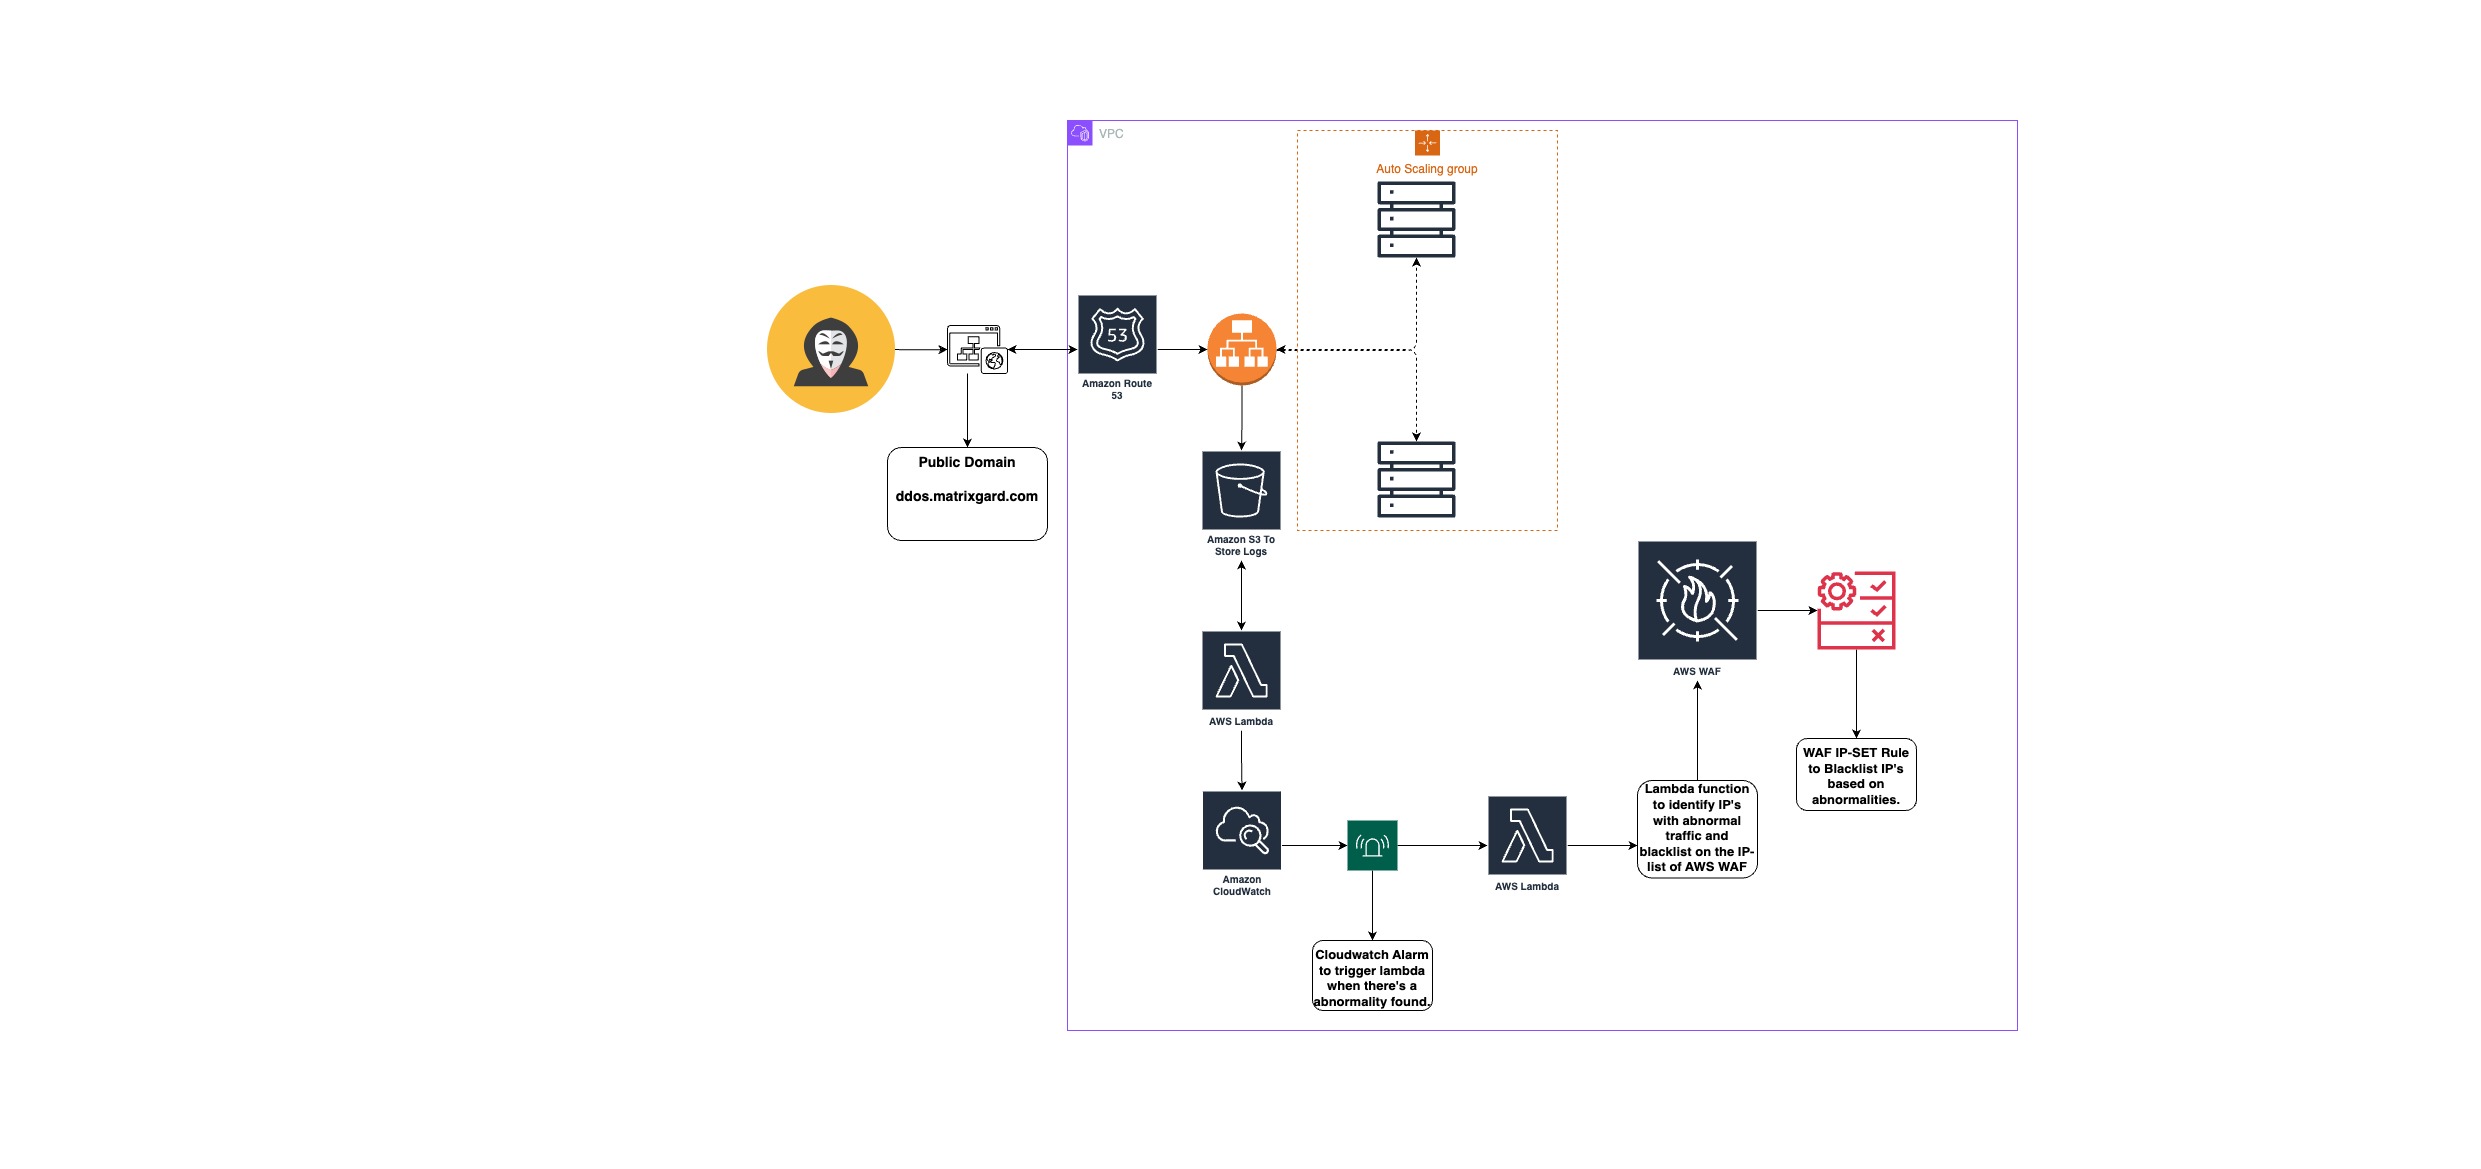 VPC
Auto Scaling group
53
Amazon Route
53
Public Domain
ddos.matrixgard.com
Amazon S3 To
Store Logs
AWS Lambda
Amazon
CloudWatch
Cloudwatch Alarm
to trigger lambda
when there's a
abnormality found.
AWS Lambda
Lambda function
to identify IP's
with abnormal
traffic and
blacklist on the IP-
list of AWS WAF
AWS WAF
WAF IP-SET Rule
to Blacklist IP's
based on
abnormalities.